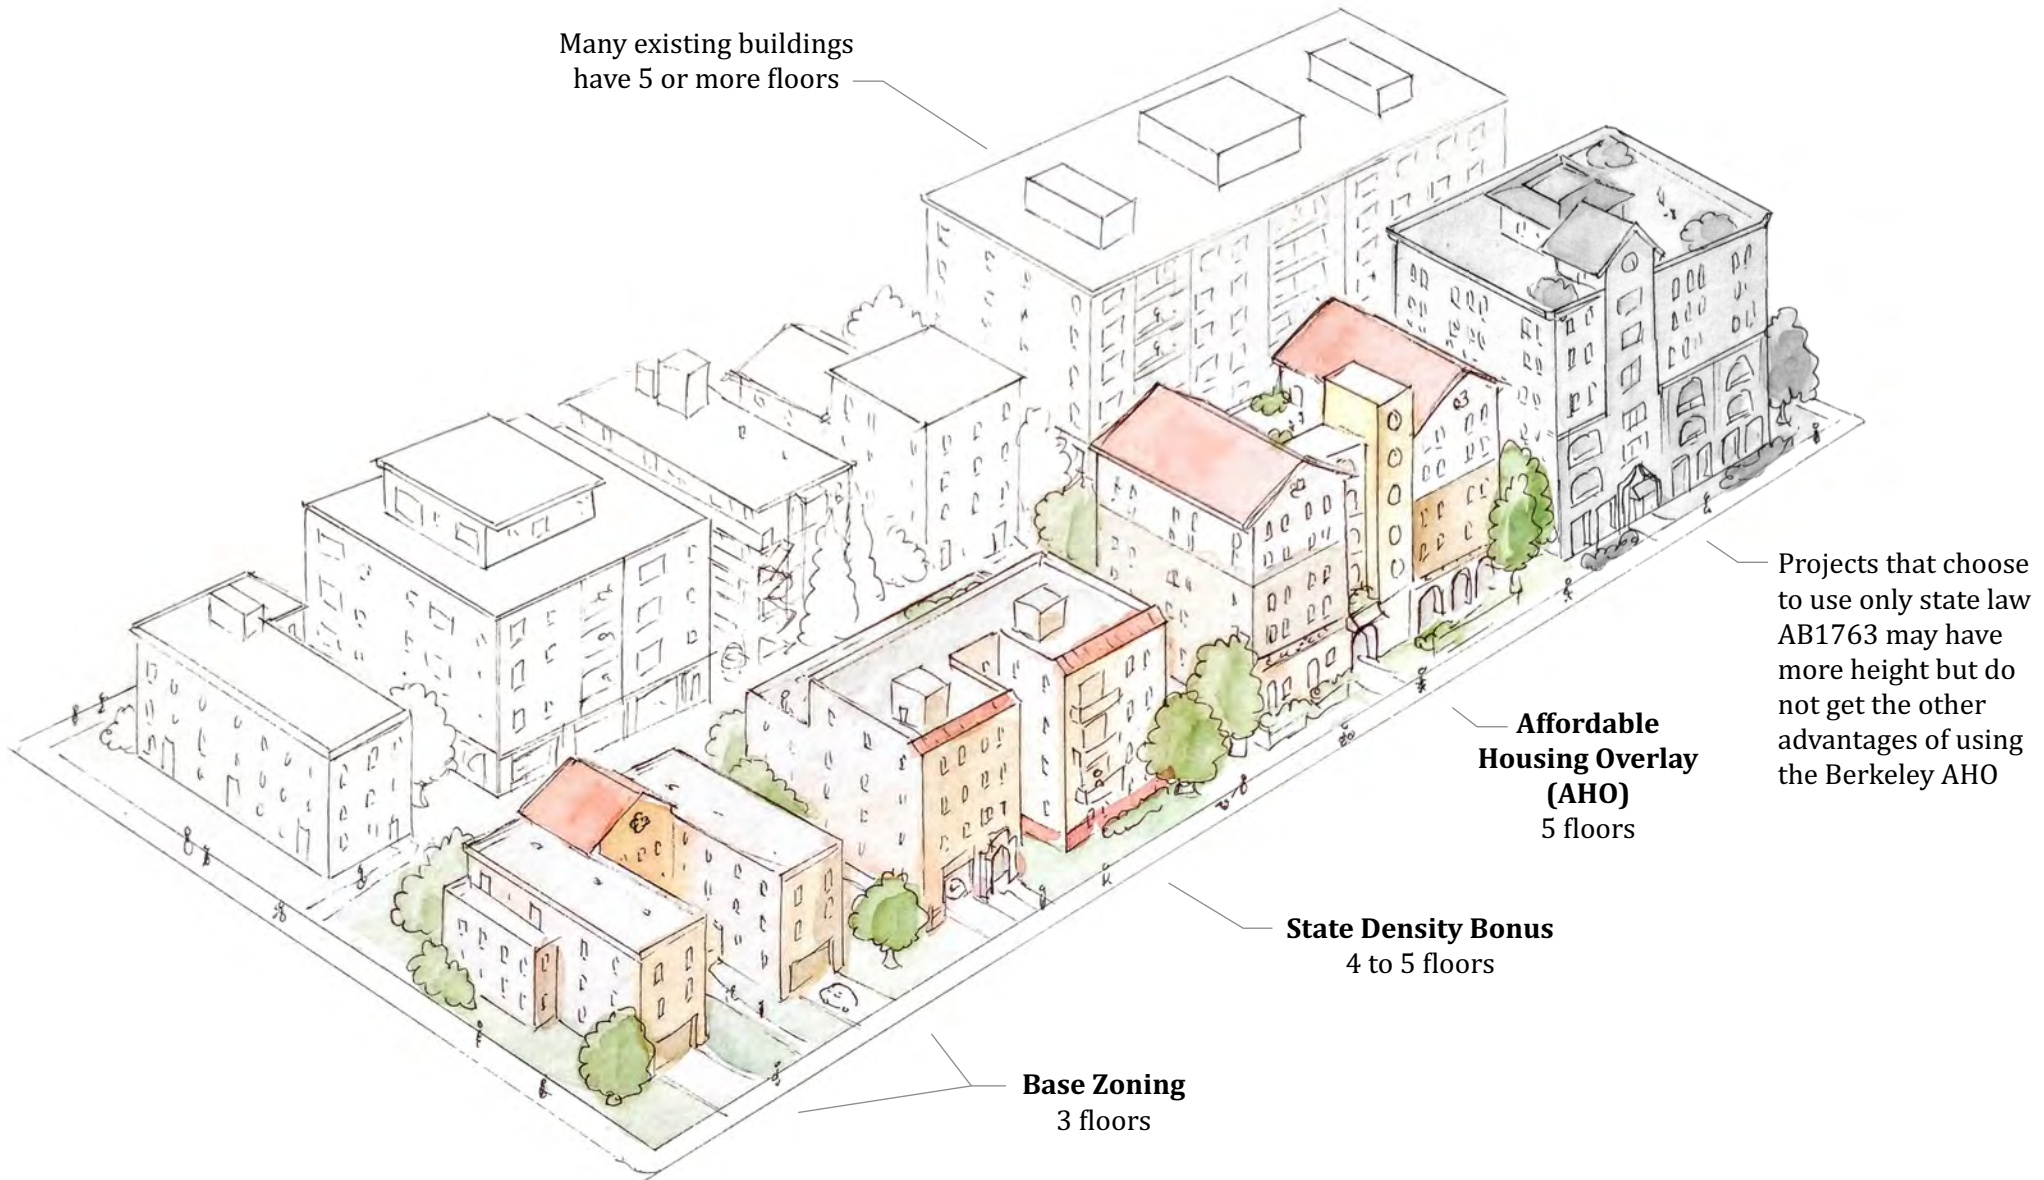 Many existing buildings
have 5 or more floors
Projects that choose
to use only state law
AB1763 may have
more height but do
not get the other
advantages of using
the Berkeley AHO
Affordable
Housing Overlay
(AHO)
5 floors
State Density Bonus
4 to 5 floors
Base Zoning
3 floors